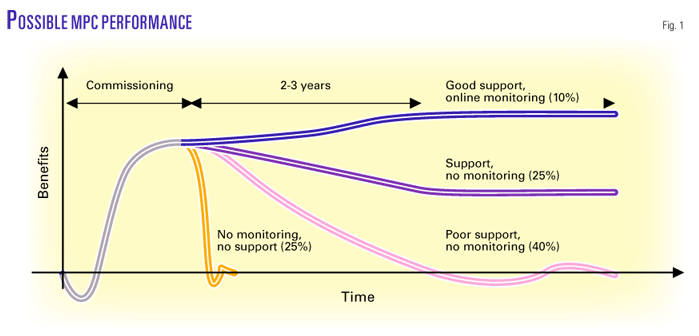 POSSIBLE MPC PERFORMANCE
Fig. 1
Commissioning
2-3 years
Good support,
online monitoring (10%)
Benefits
Support,
no monitoring (25%)
No monitoring,
no support (25%)
Poor support,
no monitoring (40%)
Time